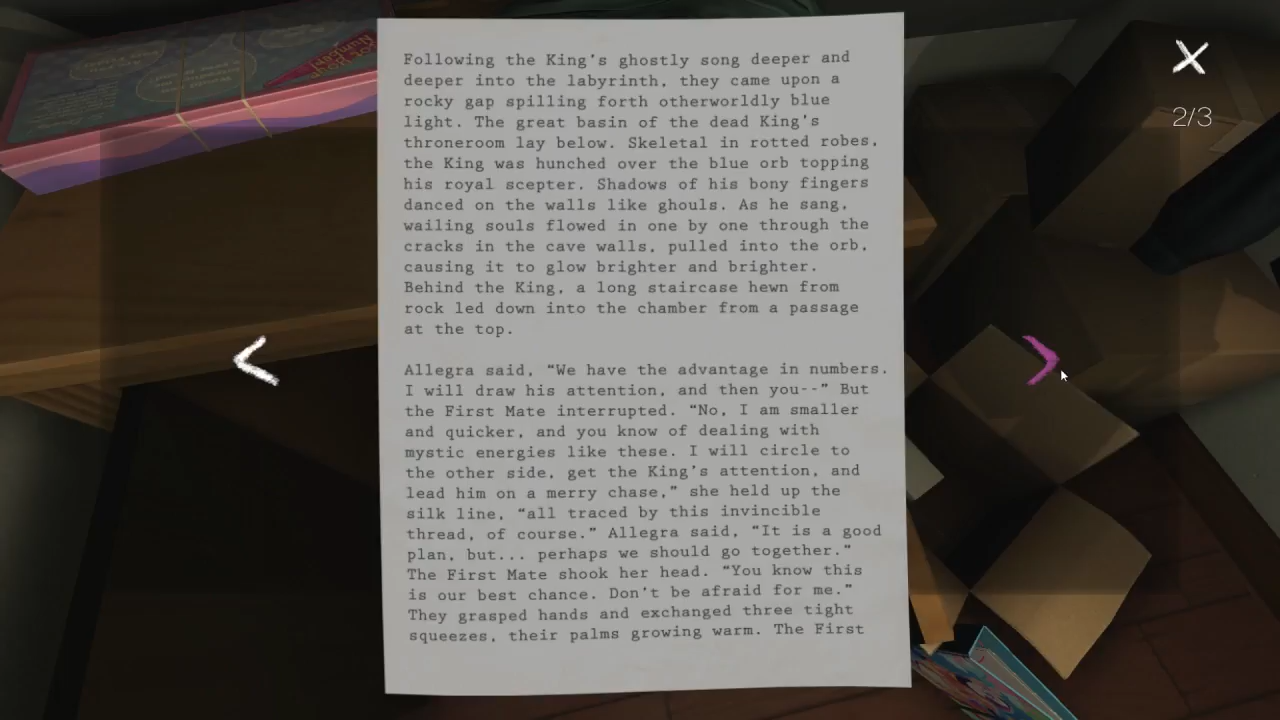 Following the King's ghostly song deeper and
deeper into the labyrinth, they came upon a
rocky gap spilling forth otherworldly blue
light. The great basin of the dead King's
throneroom lay below. Skeletal in rotted robes,
the King was hunched over the blue orb topping
his royal scepter. Shadows of his bony fingers
danced on the walls like ghouls. As he sang,
wailing souls flowed in one by one through the
cracks in the cave walls, pulled into the orb,
causing it to glow brighter and brighter.
Behind the King, a long staircase hewn from
rock led down into the chamber from a passage
at the top.
Allegra said, “We have the advantage in numbers.
I will draw his attention, and then you--” But
the First Mate interrupted. “No, I am smaller
and quicker, and you know of dealing with
mystic energies like these. I will circle to
the other side, get the King's attention, and
lead him on a merry chase,” she held up the
silk line, “all traced by this invincible
thread, of course.” Allegra said, “It is a good
plan, but... perhaps we should go together.”
The First Mate shook her head. “You know this
is our best chance. Don't be afraid for me.”
They grasped hands and exchanged three tight
squeezes, their palms growing warm. The First
2/3